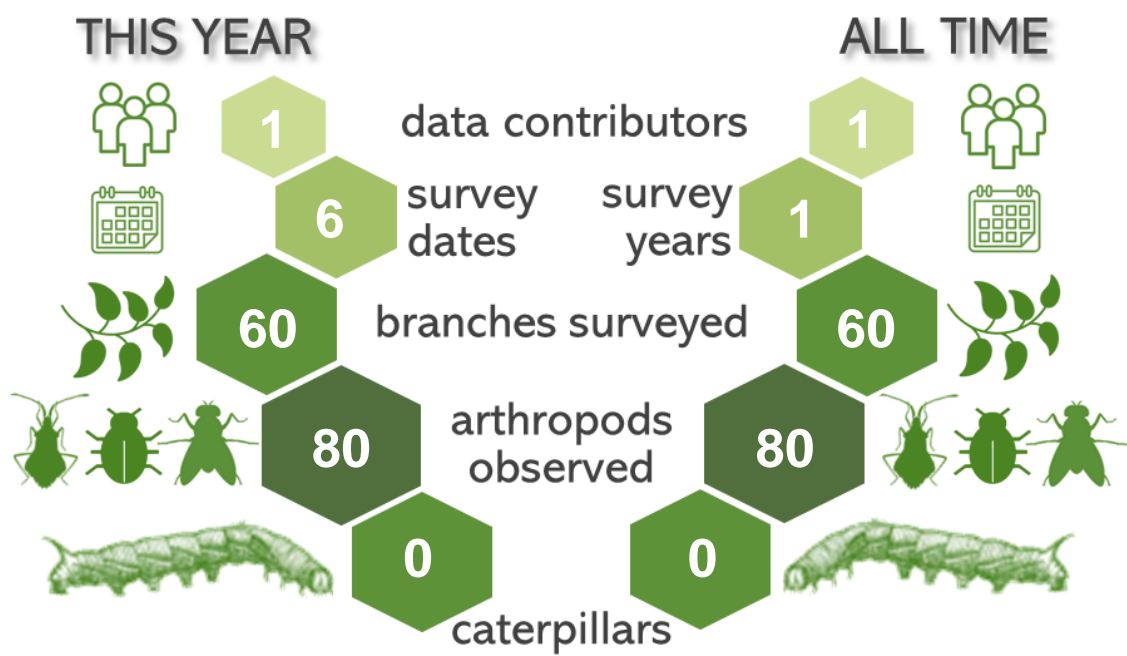 THIS YEAR
ALL TIME
1 data contributors 1
6 survey dates
survey years 1
60 branches surveyed 60
80 arthropods observed 80
0 caterpillars 0